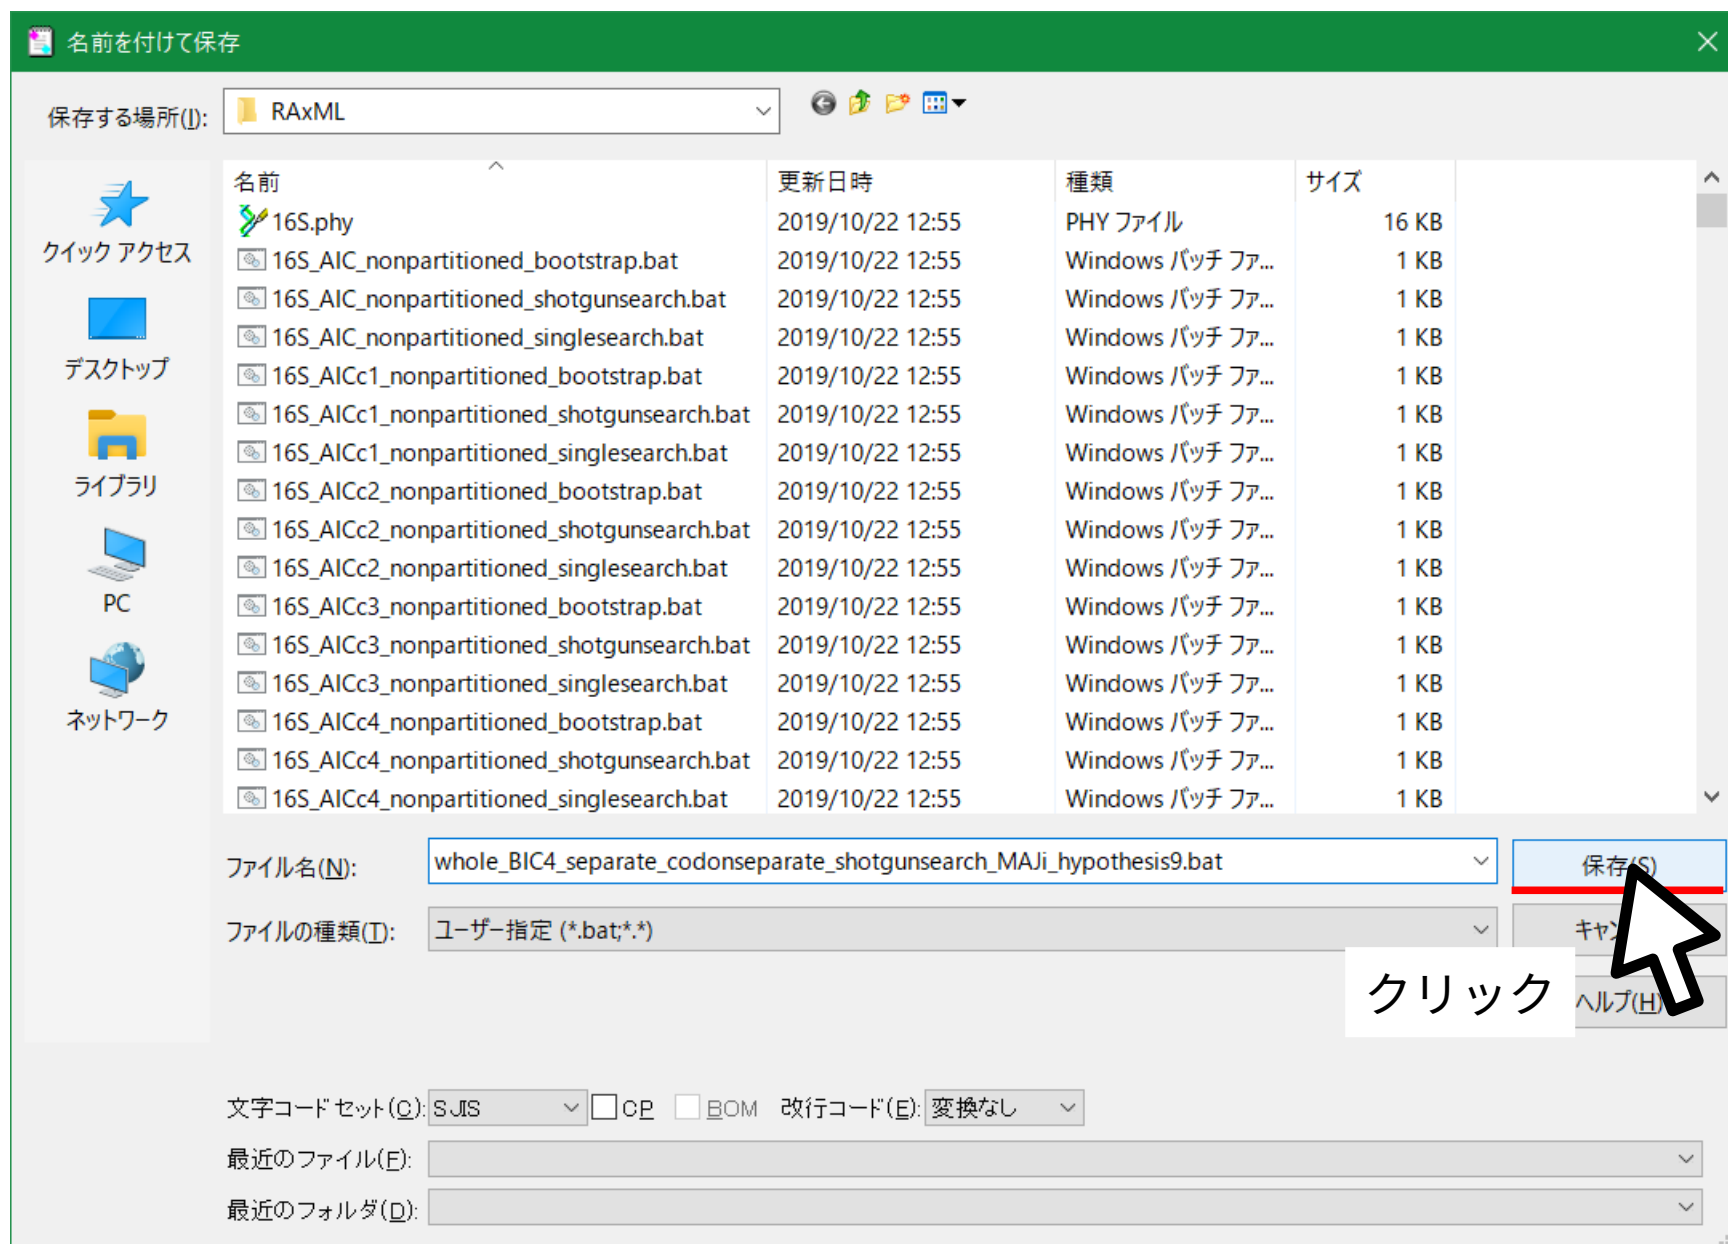 名前を付けて保存
保存する場所(I): RAxML
クイック アクセス
デスクトップ
ライブラリ
PC
ネットワーク
名前 更新日時 種類 サイズ
16S.phy 2019/10/22 12:55 PHY ファイル 16 KB
16S_AIC_nonpartitioned_bootstrap.bat 2019/10/22 12:55 Windows バッチ ファ... 1 KB
16S_AIC_nonpartitioned_shotgunsearch.bat 2019/10/22 12:55 Windows バッチ ファ... 1 KB
16S_AIC_nonpartitioned_singlesearch.bat 2019/10/22 12:55 Windows バッチ ファ... 1 KB
16S_AICc1_nonpartitioned_bootstrap.bat 2019/10/22 12:55 Windows バッチ ファ... 1 KB
16S_AICc1_nonpartitioned_shotgunsearch.bat 2019/10/22 12:55 Windows バッチ ファ... 1 KB
16S_AICc1_nonpartitioned_singlesearch.bat 2019/10/22 12:55 Windows バッチ ファ... 1 KB
16S_AICc2_nonpartitioned_bootstrap.bat 2019/10/22 12:55 Windows バッチ ファ... 1 KB
16S_AICc2_nonpartitioned_shotgunsearch.bat 2019/10/22 12:55 Windows バッチ ファ... 1 KB
16S_AICc2_nonpartitioned_singlesearch.bat 2019/10/22 12:55 Windows バッチ ファ... 1 KB
16S_AICc3_nonpartitioned_bootstrap.bat 2019/10/22 12:55 Windows バッチ ファ... 1 KB
16S_AICc3_nonpartitioned_shotgunsearch.bat 2019/10/22 12:55 Windows バッチ ファ... 1 KB
16S_AICc3_nonpartitioned_singlesearch.bat 2019/10/22 12:55 Windows バッチ ファ... 1 KB
16S_AICc4_nonpartitioned_bootstrap.bat 2019/10/22 12:55 Windows バッチ ファ... 1 KB
16S_AICc4_nonpartitioned_shotgunsearch.bat 2019/10/22 12:55 Windows バッチ ファ... 1 KB
16S_AICc4_nonpartitioned_singlesearch.bat 2019/10/22 12:55 Windows バッチ ファ... 1 KB
ファイル名(N): whole_BIC4_separate_codonseparate_shotgunsearch_MAJi_hypothesis9.bat 保存(S)
ファイルの種類(T): ユーザー指定 (*.bat;*.*)
クリック ヘルプ(H)
文字コードセット(C): SJIS CP BOM 改行コード(E): 変換なし
最近のファイル(F):
最近のフォルダ(D):